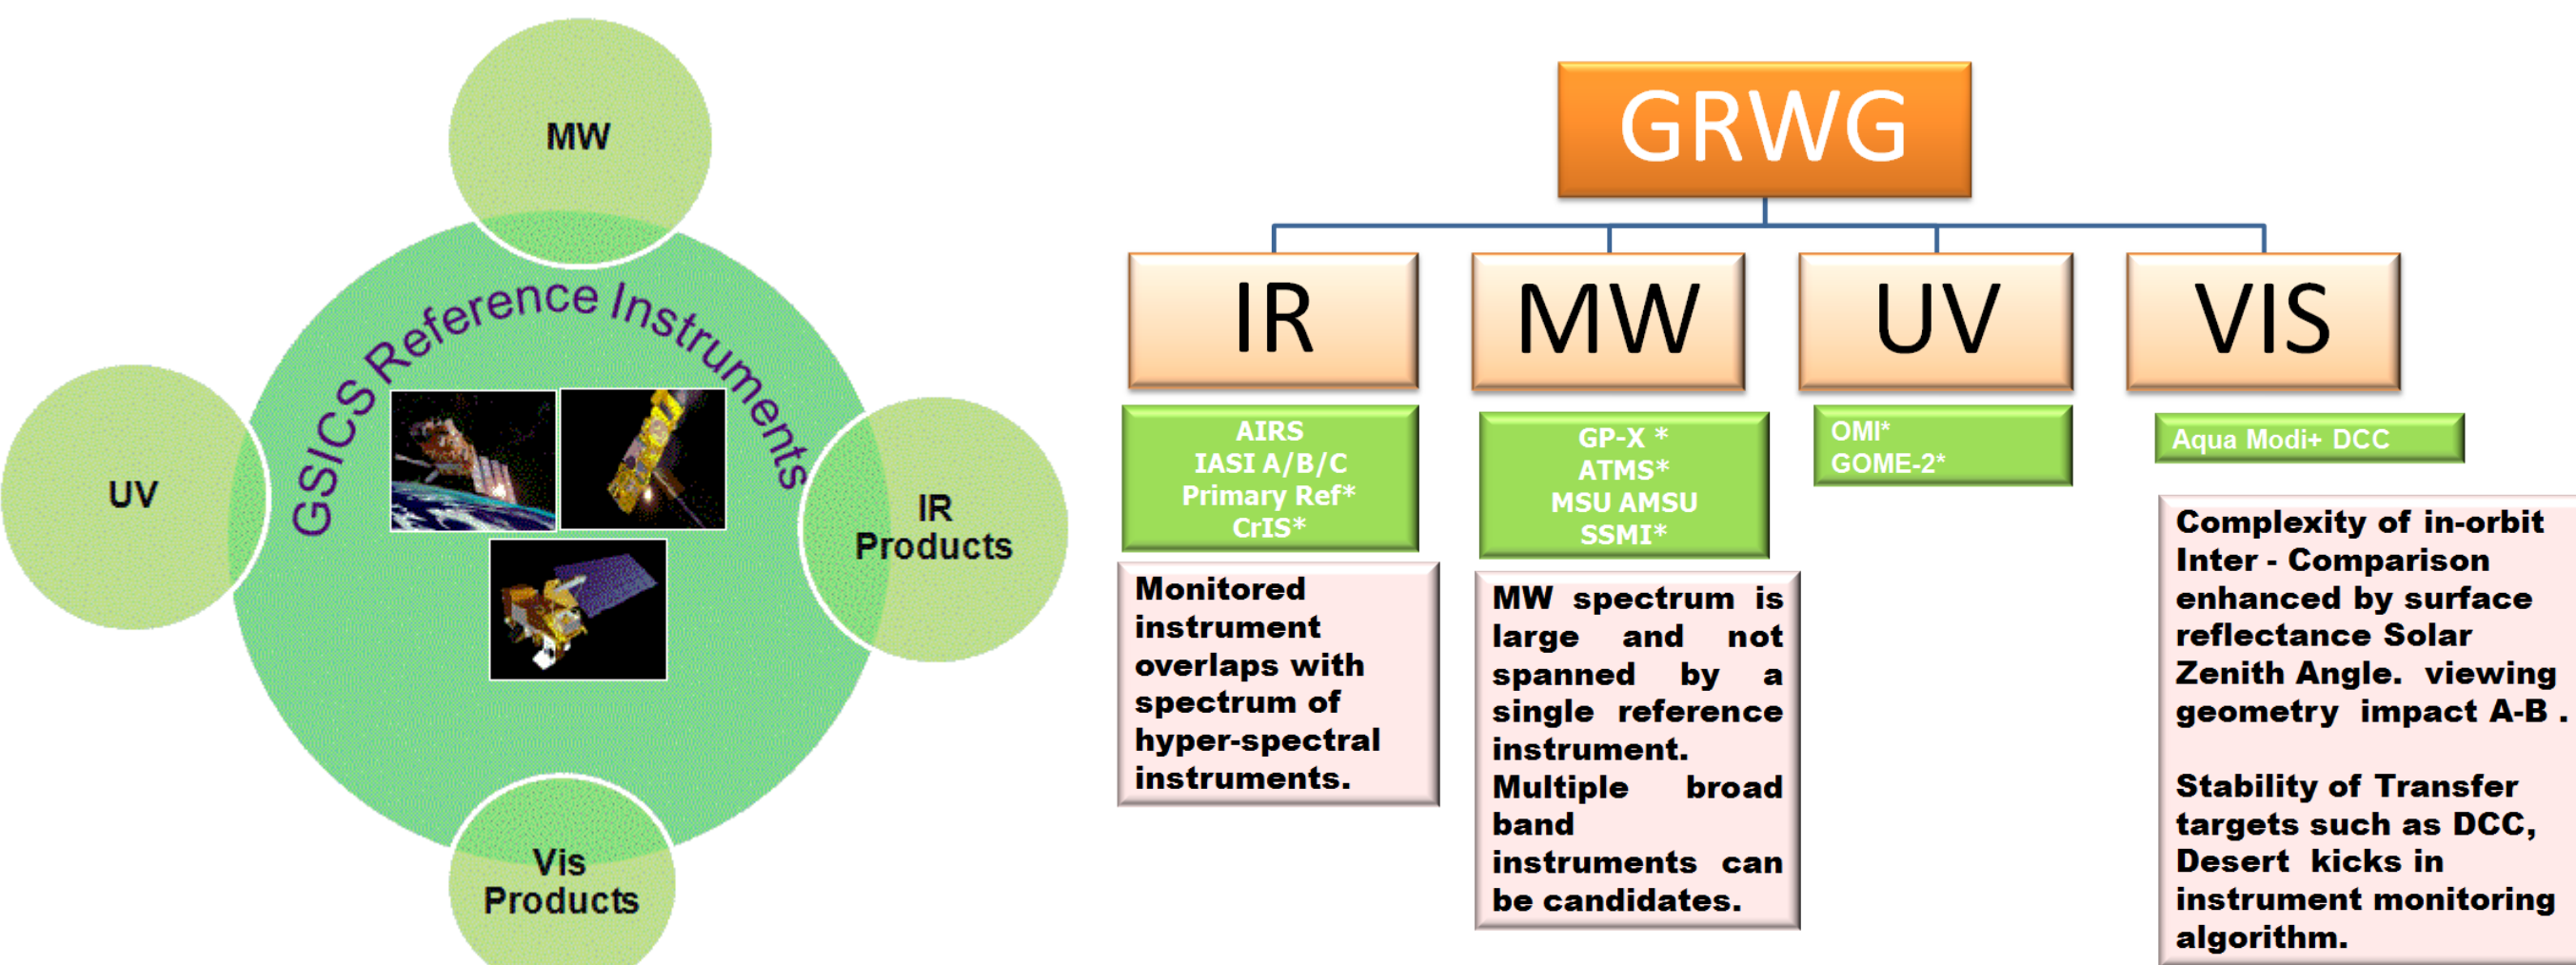 MW
GSICS Reference Instruments
UV
IR
Products
Vis
Products
GRWG
IR
MW
UV
VIS
AIRS
IASI A/B/C
Primary Ref*
CrIS*
GP-X *
ATMS*
MSU AMSU
SSMI*
OMI*
GOME-2*
Aqua Modi+ DCC
Monitored
instrument
overlaps with
spectrum of
hyper-spectral
instruments.
MW spectrum is
large and not
spanned by a
single reference
instrument.
Multiple broad
band
instruments can
be candidates.
Complexity of in-orbit
Inter - Comparison
enhanced by surface
reflectance Solar
Zenith Angle. viewing
geometry impact A-B .
Stability of Transfer
targets such as DCC,
Desert kicks in
instrument monitoring
algorithm.